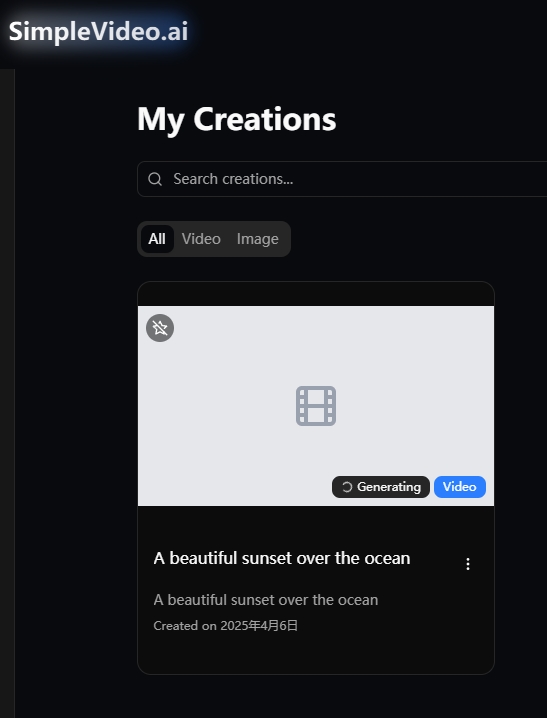 SimpleVideo.ai
My Creations
Search creations...
All Video Image
Generating Video
A beautiful sunset over the ocean
A beautiful sunset over the ocean
Created on 2025年4月6日